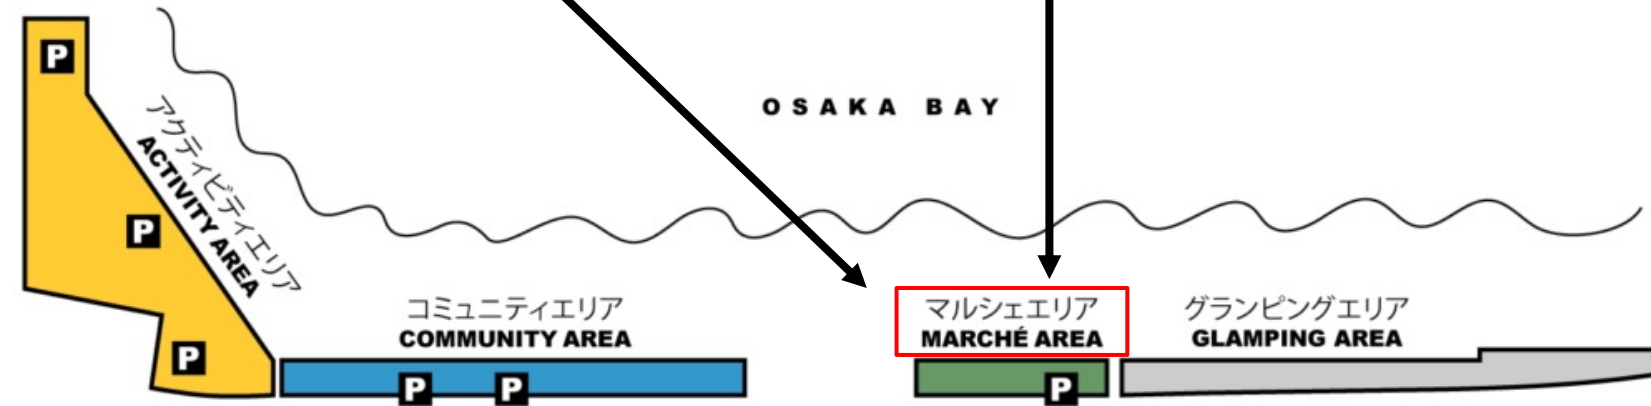 P
OSAKA BAY
アクティビティエリア
ACTIVITY AREA
P
P
コミュニティエリア
COMMUNITY AREA
P P
マルシェエリア
MARCHÉ AREA
P
グランピングエリア
GLAMPING AREA